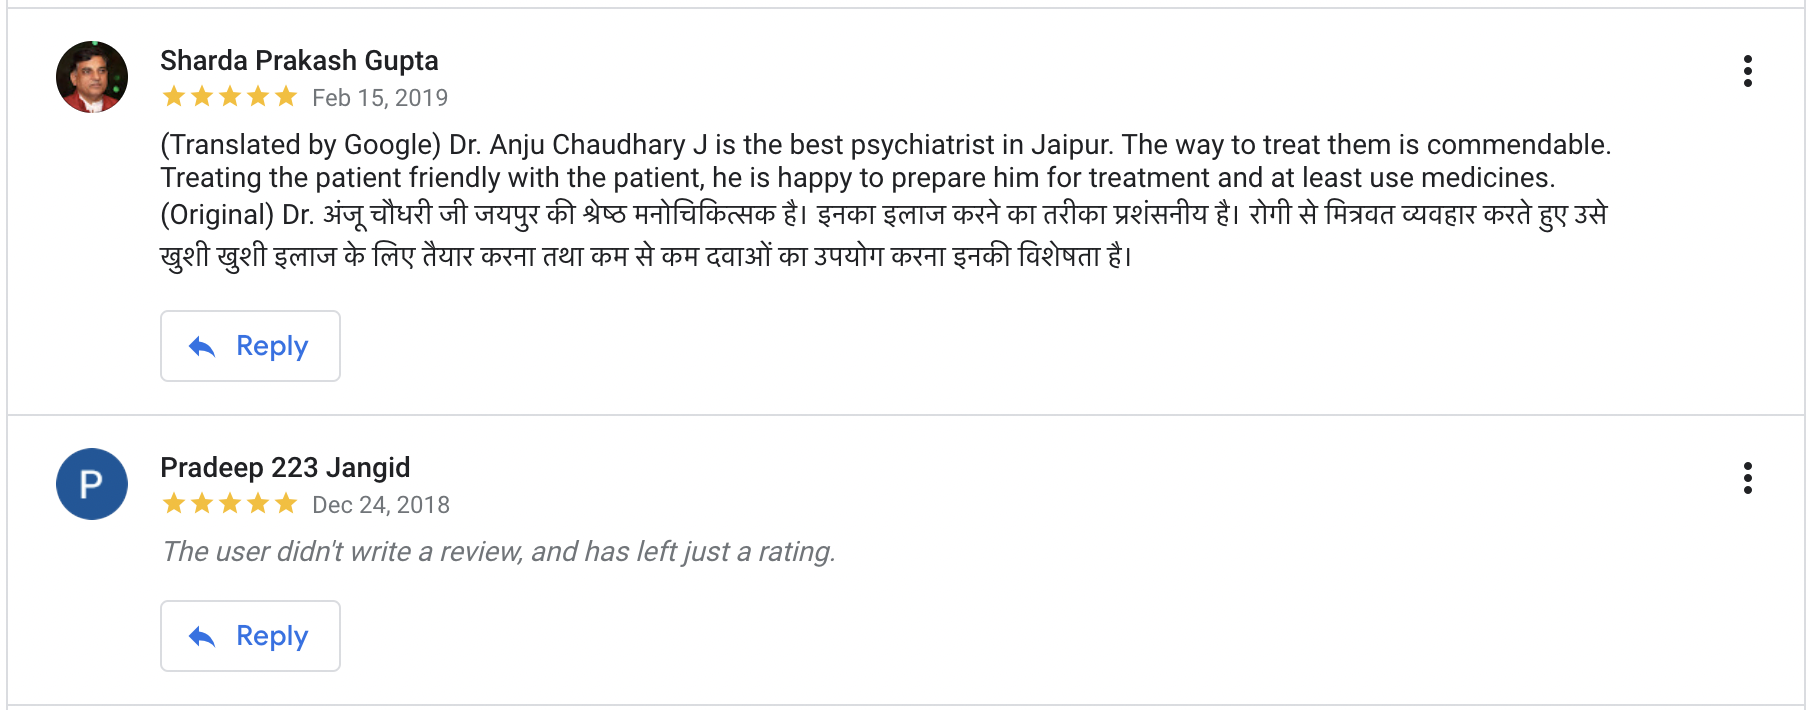 Sharda Prakash Gupta
Feb 15, 2019
(Translated by Google) Dr. Anju Chaudhary J is the best psychiatrist in Jaipur. The way to treat them is commendable.
Treating the patient friendly with the patient, he is happy to prepare him for treatment and at least use medicines.
(Original) Dr. अंजू चौधरी जी जयपुर की श्रेष्ठ मनोचिकित्सक है। इनका इलाज करने का तरीका प्रशंसनीय है। रोगी से मित्रवत व्यवहार करते हुए उसे
खुशी खुशी इलाज के लिए तैयार करना तथा कम से कम दवाओं का उपयोग करना इनकी विशेषता है।
Reply
P
Pradeep 223 Jangid
Dec 24, 2018
The user didn't write a review, and has left just a rating.
Reply